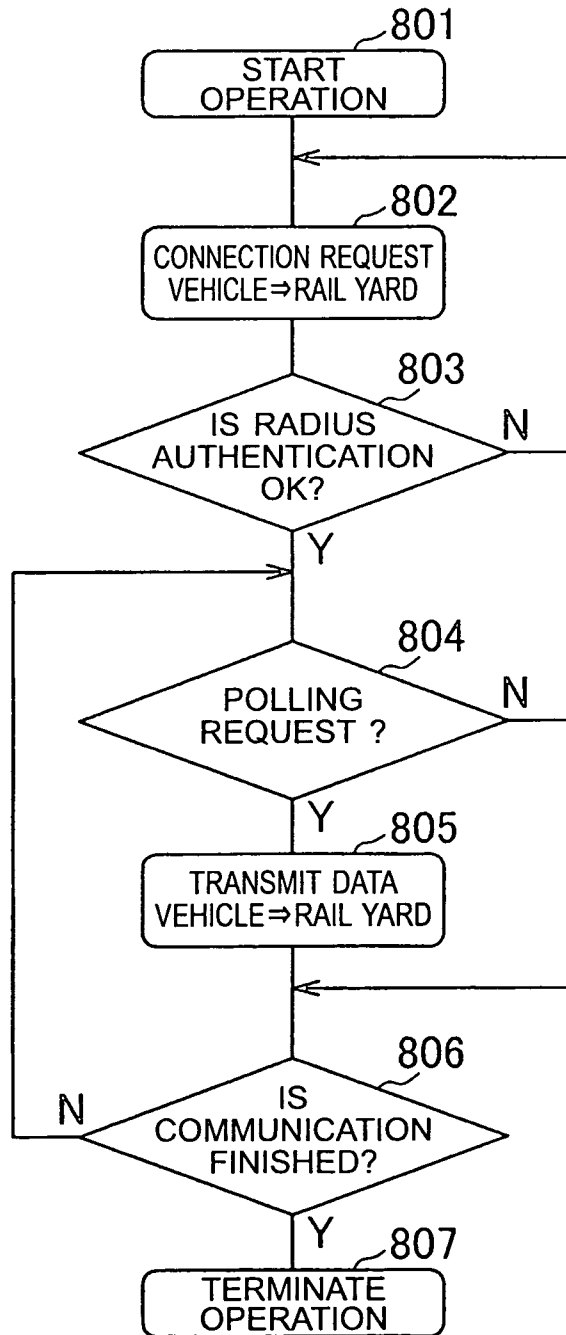 801
START
OPERATION
802
CONNECTION REQUEST
VEHICLE⇒RAIL YARD
803
IS RADIUS
AUTHENTICATION
OK?
N
Y
804
POLLING
REQUEST ?
N
Y
805
TRANSMIT DATA
VEHICLE⇒RAIL YARD
806
IS
COMMUNICATION
FINISHED?
N
Y
807
TERMINATE
OPERATION